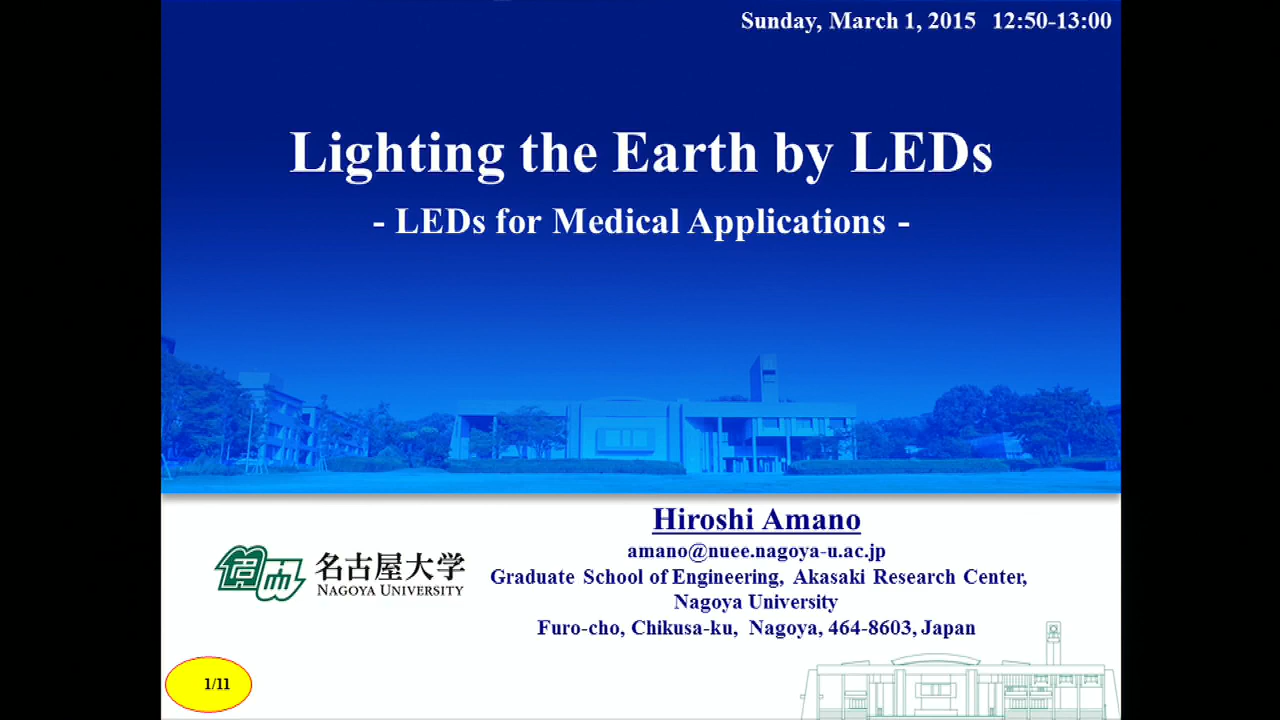 Sunday, March 1, 2015 12:50-13:00
Lighting the Earth by LEDs
- LEDs for Medical Applications -
Hiroshi Amano
amano@nuee.nagoya-u.ac.jp
Graduate School of Engineering, Akasaki Research Center,
Nagoya University
Furo-cho, Chikusa-ku, Nagoya, 464-8603, Japan
名古屋大学
NAGOYA UNIVERSITY
1/11